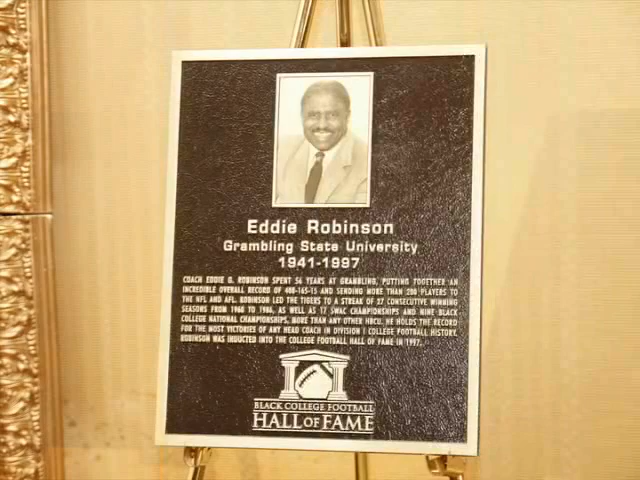 Eddie Robinson
Grambling State University
1941-1997
COACH EDDIE G. ROBINSON SPENT 56 YEARS AT GRAMBLING, PUTTING TOGETHER AN
INCREDIBLE OVERALL RECORD OF 408-165-15 AND SENDING MORE THAN 200 PLAYERS TO
THE NFL AND AFL. ROBINSON LED THE TIGERS TO A STREAK OF 27 CONSECUTIVE WINNING
SEASONS FROM 1960 TO 1986, AS WELL AS 17 SWAC CHAMPIONSHIPS AND NINE BLACK
COLLEGE NATIONAL CHAMPIONSHIPS, MORE THAN ANY OTHER HBCU. HE HOLDS THE RECORD
FOR THE MOST VICTORIES OF ANY HEAD COACH IN DIVISION I COLLEGE FOOTBALL HISTORY.
ROBINSON WAS INDUCTED INTO THE COLLEGE FOOTBALL HALL OF FAME IN 1997.
BLACK COLLEGE FOOTBALL
HALL OF FAME